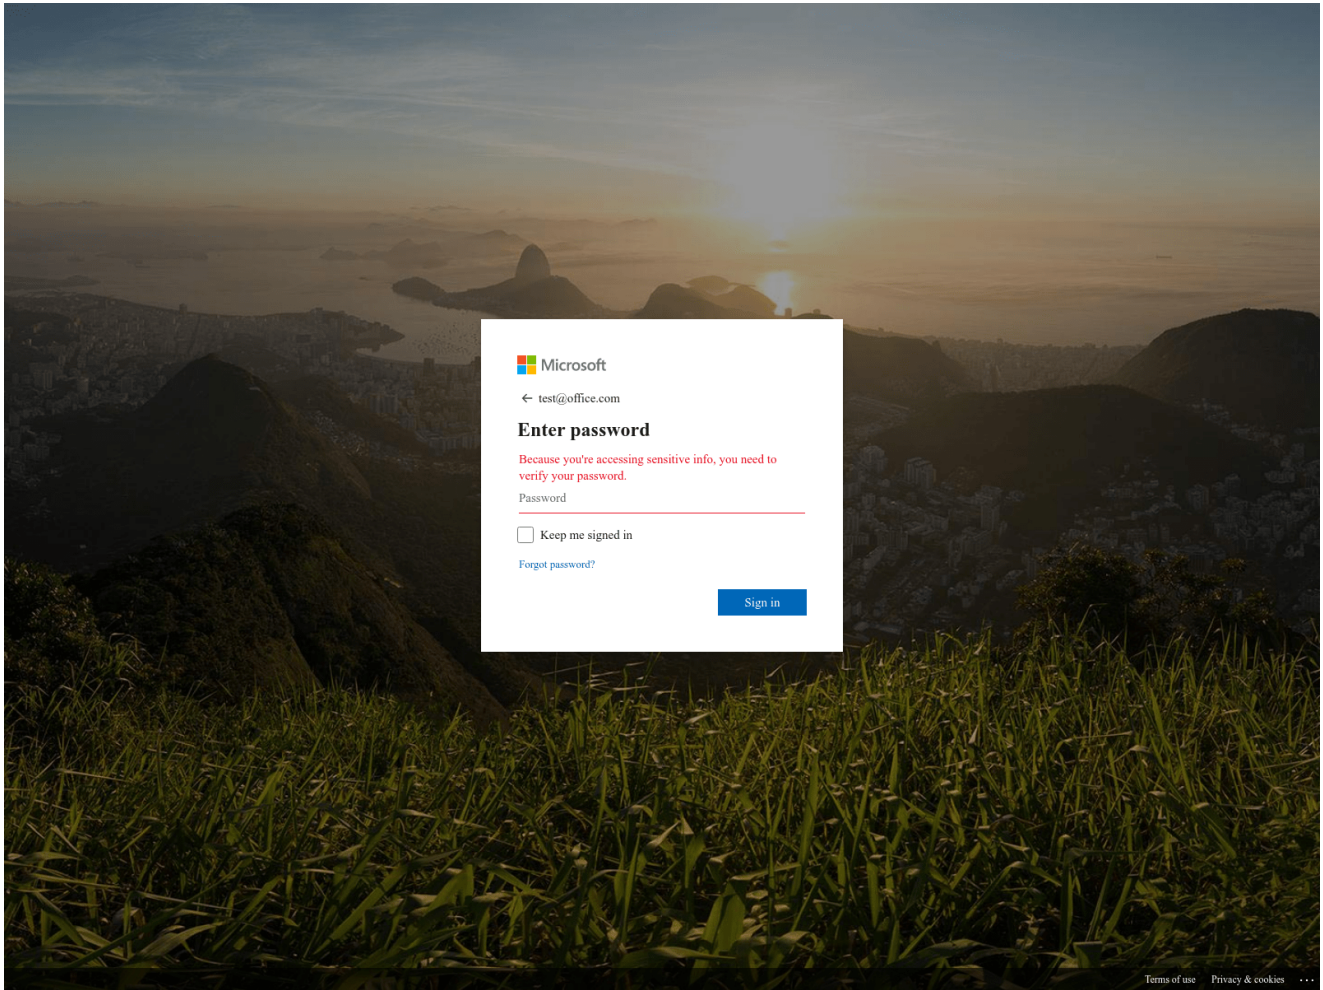 Microsoft
test@office.com
Enter password
Because you're accessing sensitive info, you need to
verify your password.
Password
Keep me signed in
Forgot password?
Sign in
Terms of use Privacy & cookies ...